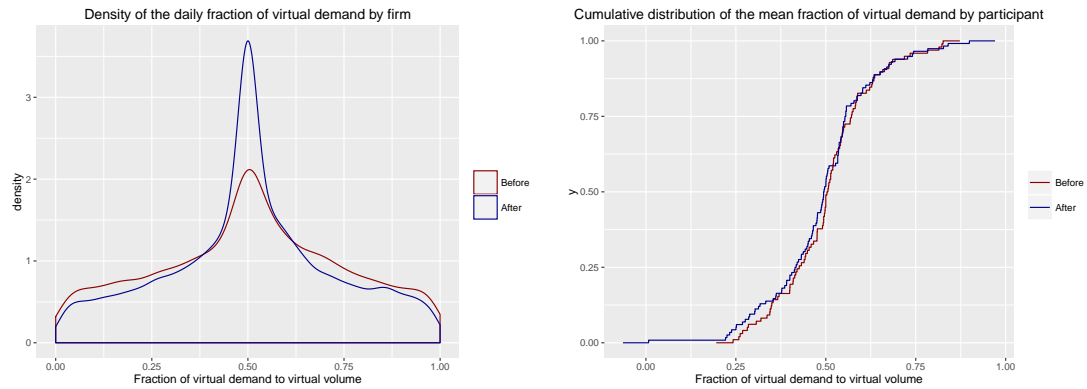 Density of the daily fraction of virtual demand by firm
density
3
2
1
0
0.00 0.25 0.50 0.75 1.00
Fraction of virtual demand to virtual volume
Before
After
Cumulative distribution of the mean fraction of virtual demand by participant
y
1.00
0.75
0.50
0.25
0.00
0.00 0.25 0.50 0.75 1.00
Fraction of virtual demand to virtual volume
Before
After